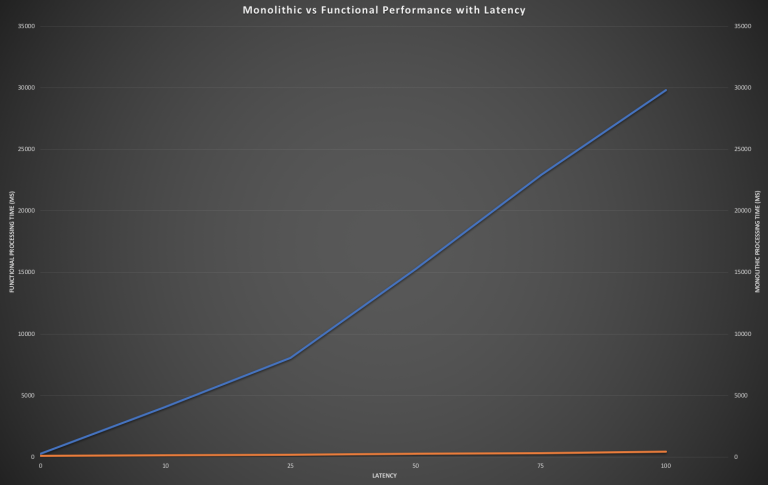 Monolithic vs Functional Performance with Latency
35000 35000
30000 30000
25000 25000
20000 20000
15000 15000
10000 10000
5000 5000
0 0
FUNCTIONAL PROCESSING TIME (MS)
MONOLITHIC PROCESSING TIME (MS)
0 10 25 50 75 100
LATENCY